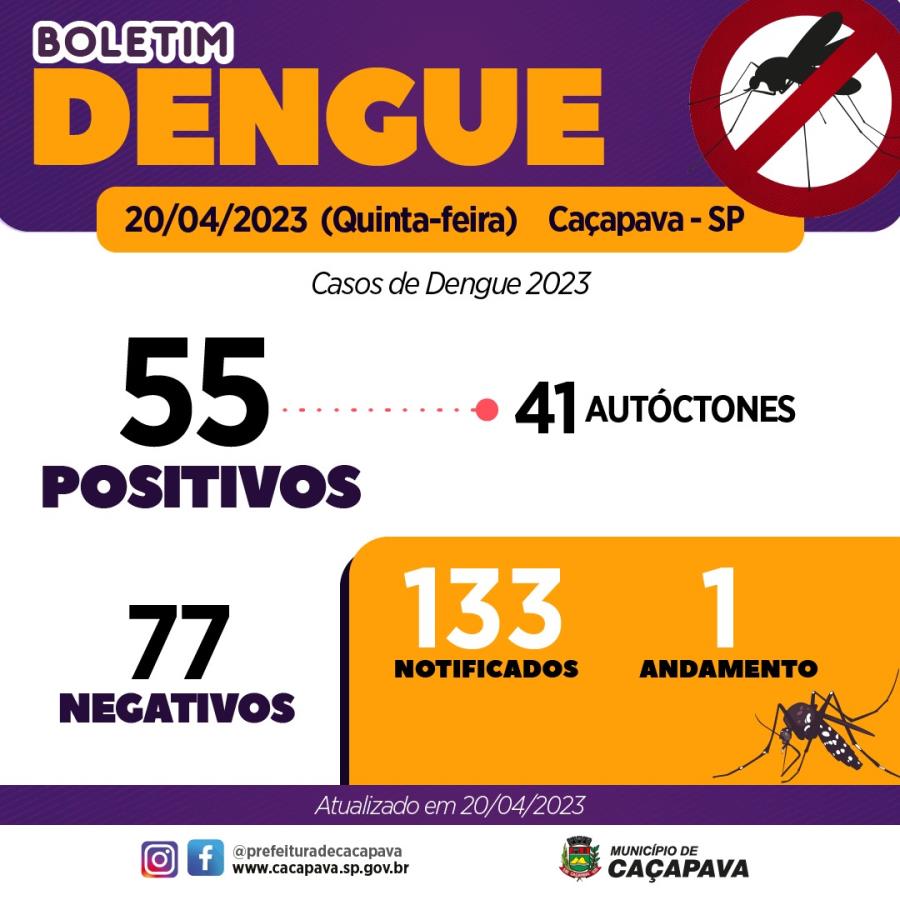 BOLETIM
DENGUE
20/04/2023 (Quinta-feira) Caçapava - SP
Casos de Dengue 2023
55
POSITIVOS
41 AUTÓCTONES
77
NEGATIVOS
133
NOTIFICADOS
1
ANDAMENTO
Atualizado em 20/04/2023
@prefeituradecacapava
www.cacapava.sp.gov.br
MUNICÍPIO DE
CAÇAPAVA